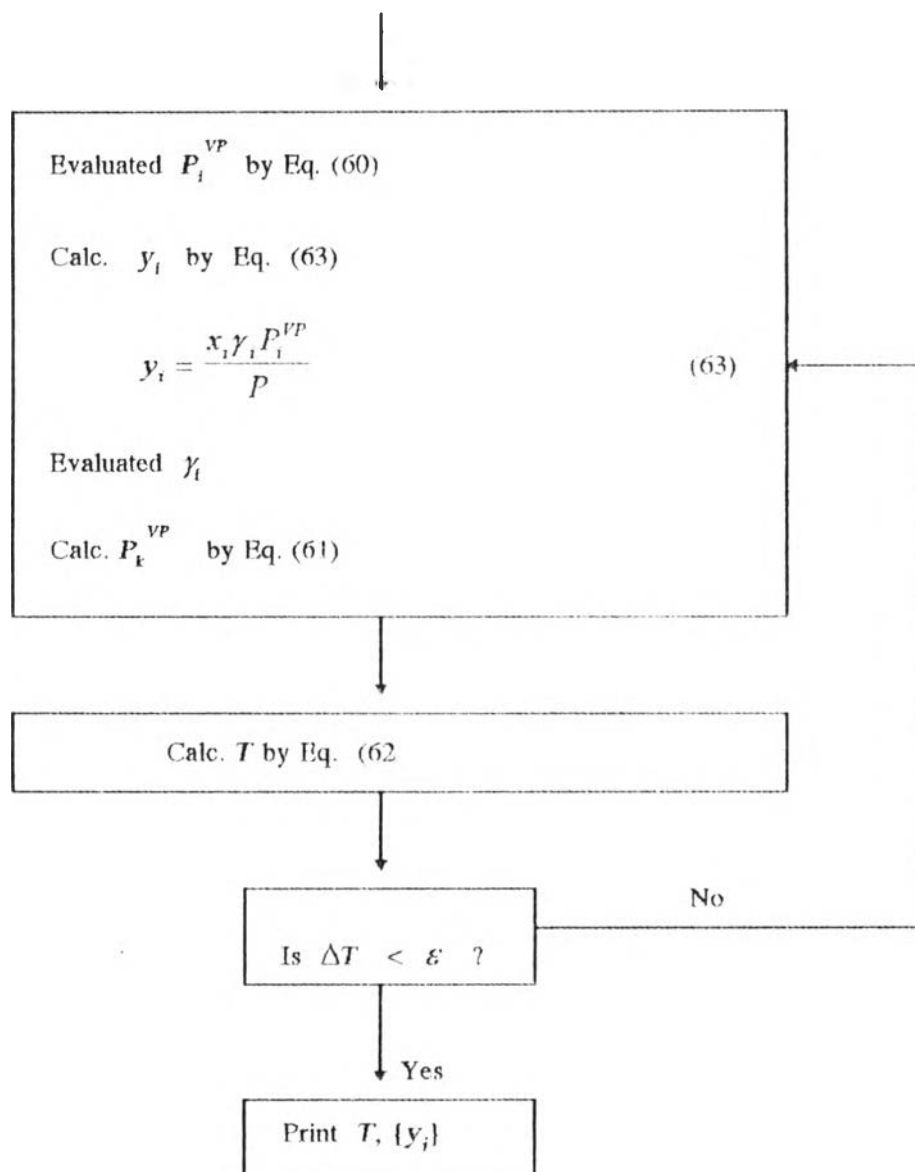 Evaluated P_i^{VP} by Eq. (60)
Calc. y_i by Eq. (63)
y_i = \frac{x_i γ_i P_i^{VP}}{P} (63)
Evaluated γ_i
Calc. P_k^{VP} by Eq. (61)
Calc. T by Eq. (62
No
Is ΔT < ε ?
Yes
Print T, {y_i}